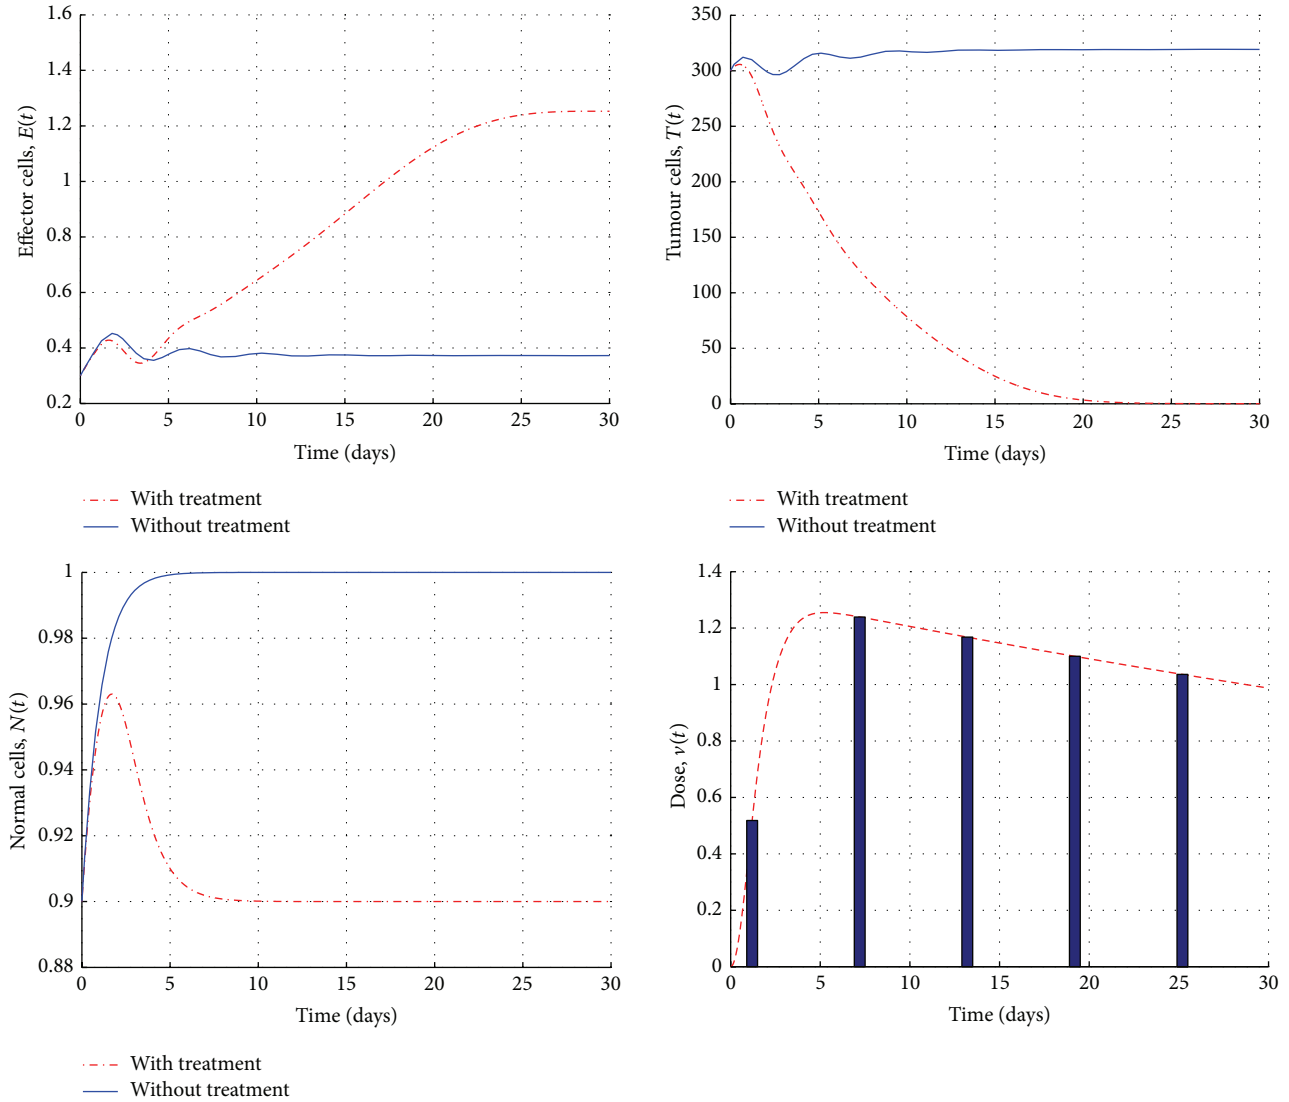 1.6
1.4
1.2
1
0.8
0.6
0.4
0.2
Effector cells, E(t)
0 5 10 15 20 25 30
Time (days)
With treatment
Without treatment
350
300
250
200
150
100
50
0
Tumour cells, T(t)
0 5 10 15 20 25 30
Time (days)
With treatment
Without treatment
1
0.98
0.96
0.94
0.92
0.9
0.88
Normal cells, N(t)
0 5 10 15 20 25 30
Time (days)
With treatment
Without treatment
1.4
1.2
1
0.8
0.6
0.4
0.2
0
Dose, v(t)
0 5 10 15 20 25 30
Time (days)